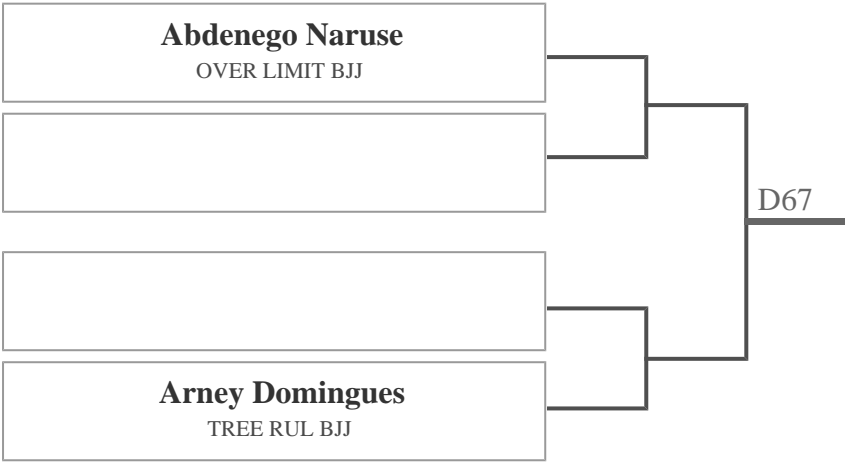 Abdenego Naruse
OVER LIMIT BJJ
D67
Arney Domingues
TREE RUL BJJ